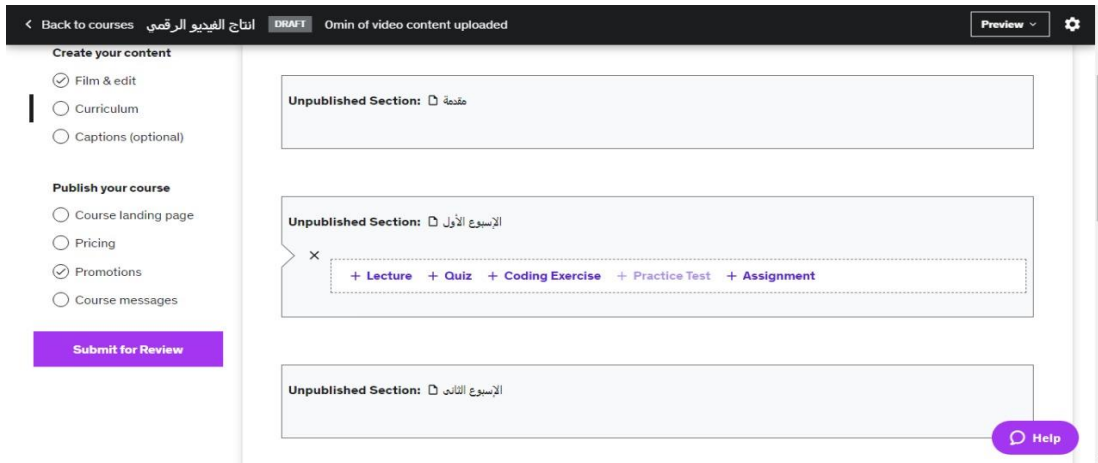 Back to courses انتاج الفيديو الرقمي DRAFT 0min of video content uploaded Preview
Create your content
Film & edit
Curriculum
Captions (optional)
Publish your course
Course landing page
Pricing
Promotions
Course messages
Submit for Review
Unpublished Section: مقدمة
Unpublished Section: الإسبوع الأول
+ Lecture + Quiz + Coding Exercise + Practice Test + Assignment
Unpublished Section: الإسبوع الثانى
Help